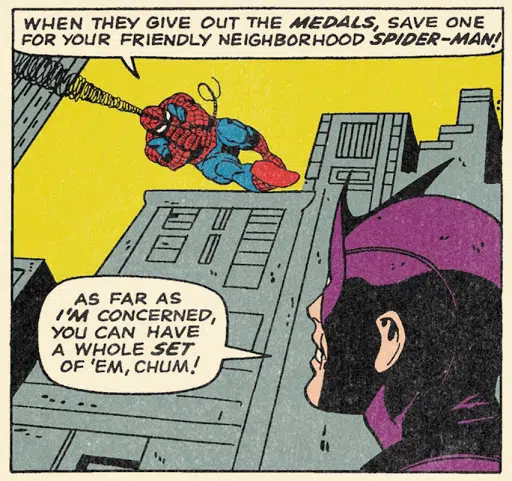 WHEN THEY GIVE OUT THE MEDALS, SAVE ONE
FOR YOUR FRIENDLY NEIGHBORHOOD SPIDER-MAN!
AS FAR AS
I'M CONCERNED,
YOU CAN HAVE
A WHOLE SET
OF 'EM, CHUM!